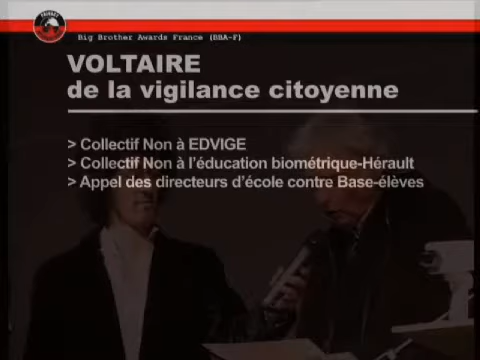 Big Brother Awards France (BBA-F)
VOLTAIRE
de la vigilance citoyenne
> Collectif Non à EDVIGE
> Collectif Non à l'éducation biométrique-Hérault
> Appel des directeurs d'école contre Base-élèves